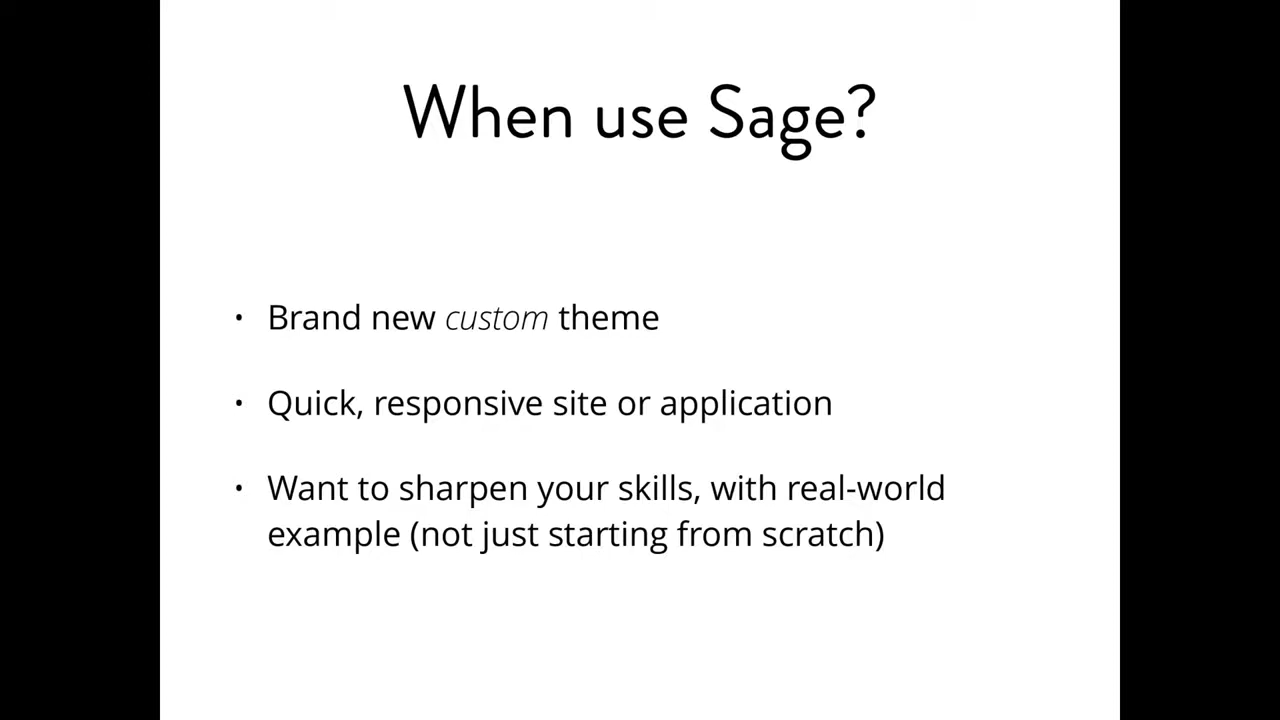 When use Sage?
• Brand new custom theme
• Quick, responsive site or application
• Want to sharpen your skills, with real-world
example (not just starting from scratch)